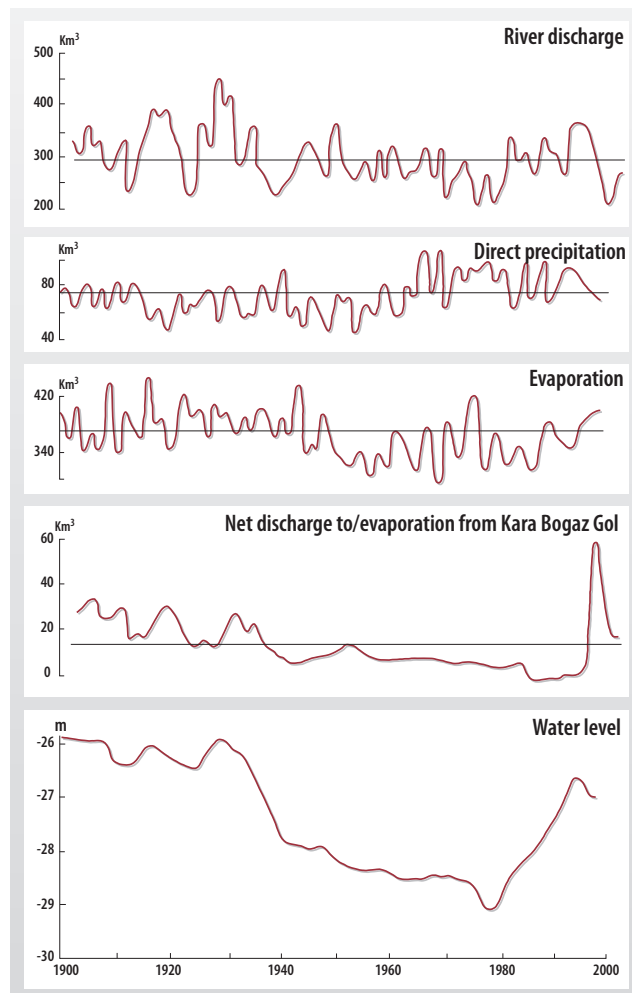 River discharge
Km3
500
400
300
200
Direct precipitation
Km3
80
40
Evaporation
Km3
420
340
Net discharge to/evaporation from Kara Bogaz Gol
Km3
60
40
20
0
Water level
m
-26
-27
-28
-29
-30
1900 1920 1940 1960 1980 2000